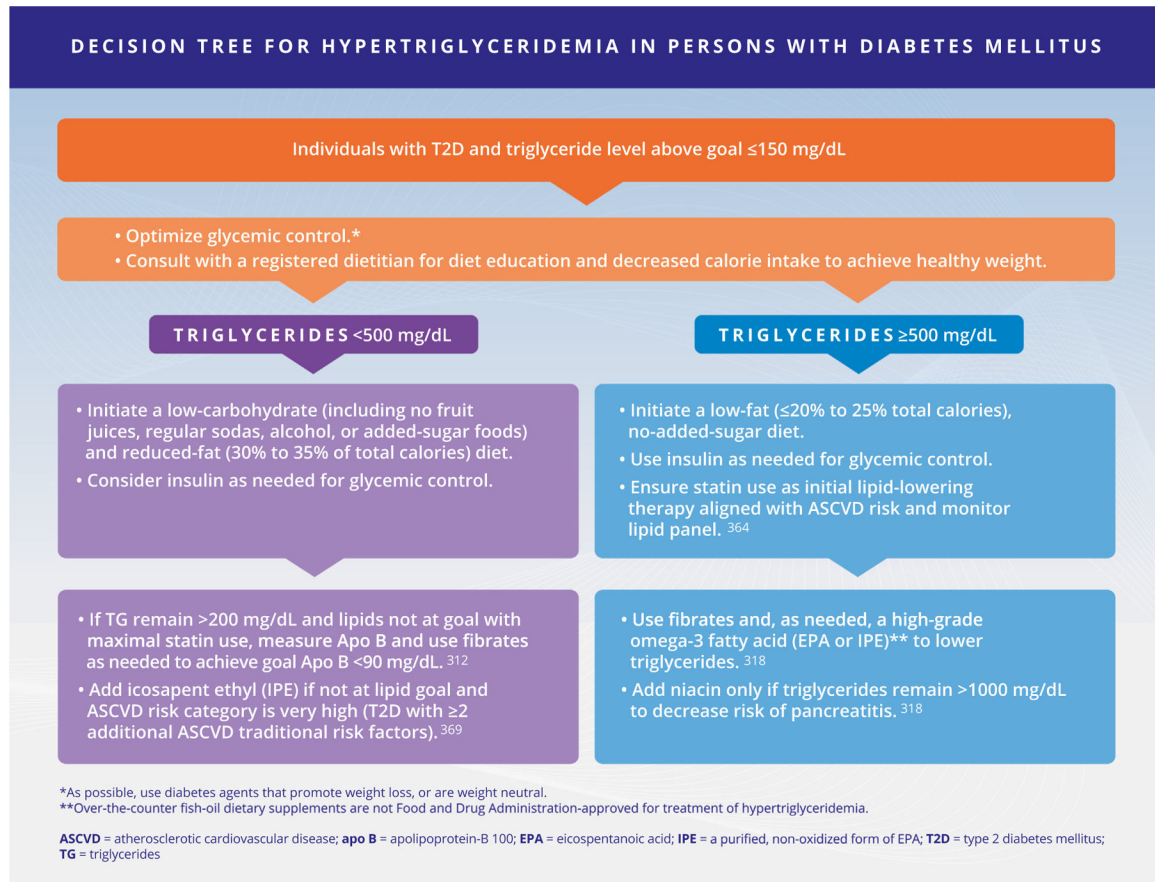 DECISION TREE FOR HYPERTRIGLYCERIDEMIA IN PERSONS WITH DIABETES MELLITUS
Individuals with T2D and triglyceride level above goal ≤150 mg/dL
• Optimize glycemic control.*
• Consult with a registered dietitian for diet education and decreased calorie intake to achieve healthy weight.
TRIGLYCERIDES <500 mg/dL
• Initiate a low-carbohydrate (including no fruit
juices, regular sodas, alcohol, or added-sugar foods)
and reduced-fat (30% to 35% of total calories) diet.
• Consider insulin as needed for glycemic control.
• If TG remain >200 mg/dL and lipids not at goal with
maximal statin use, measure Apo B and use fibrates
as needed to achieve goal Apo B <90 mg/dL. 312
• Add icosapent ethyl (IPE) if not at lipid goal and
ASCVD risk category is very high (T2D with ≥2
additional ASCVD traditional risk factors). 369
TRIGLYCERIDES ≥500 mg/dL
• Initiate a low-fat (≤20% to 25% total calories),
no-added-sugar diet.
• Use insulin as needed for glycemic control.
• Ensure statin use as initial lipid-lowering
therapy aligned with ASCVD risk and monitor
lipid panel. 364
• Use fibrates and, as needed, a high-grade
omega-3 fatty acid (EPA or IPE)** to lower
triglycerides. 318
• Add niacin only if triglycerides remain >1000 mg/dL
to decrease risk of pancreatitis. 318
*As possible, use diabetes agents that promote weight loss, or are weight neutral.
**Over-the-counter fish-oil dietary supplements are not Food and Drug Administration-approved for treatment of hypertriglyceridemia.
ASCVD = atherosclerotic cardiovascular disease; apo B = apolipoprotein-B 100; EPA = eicospentanoic acid; IPE = a purified, non-oxidized form of EPA; T2D = type 2 diabetes mellitus;
TG = triglycerides